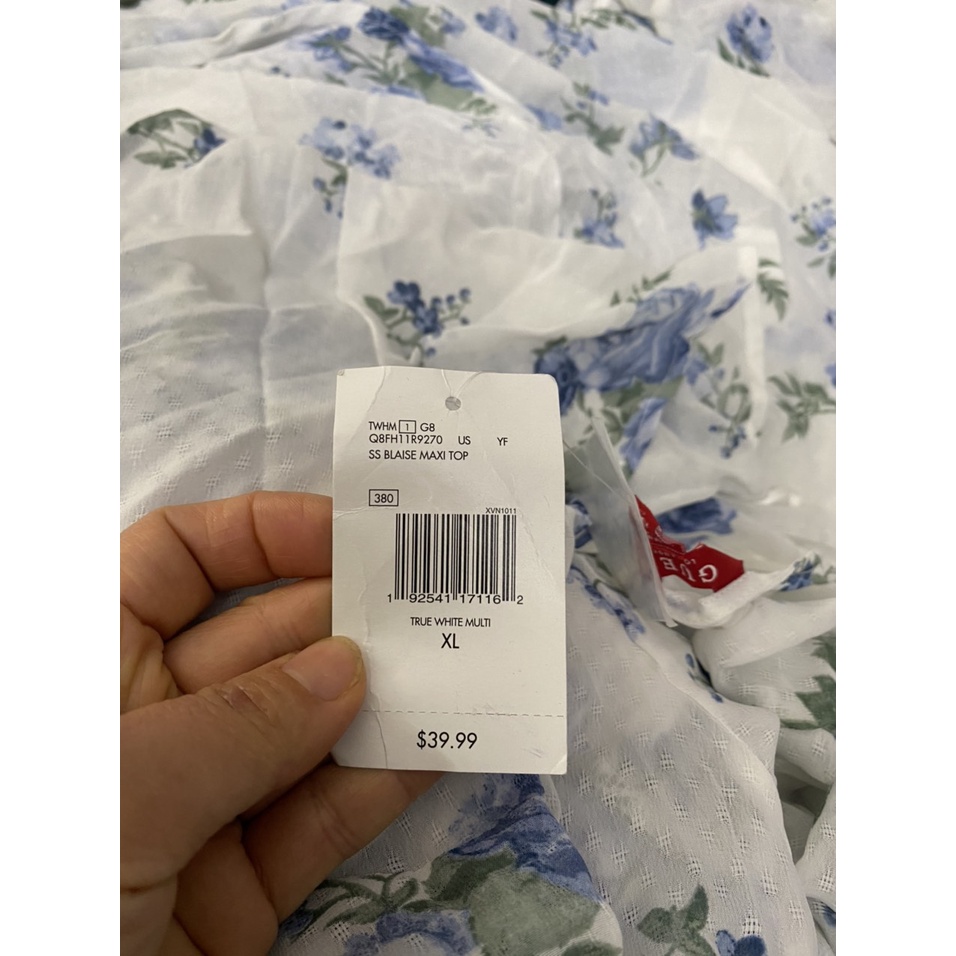 TWHM 1 G8
Q8FH11R9270 US YF
SS BLAISE MAXI TOP
380
XVN1011
1 92541 17116 2
TRUE WHITE MULTI
XL
$39.99